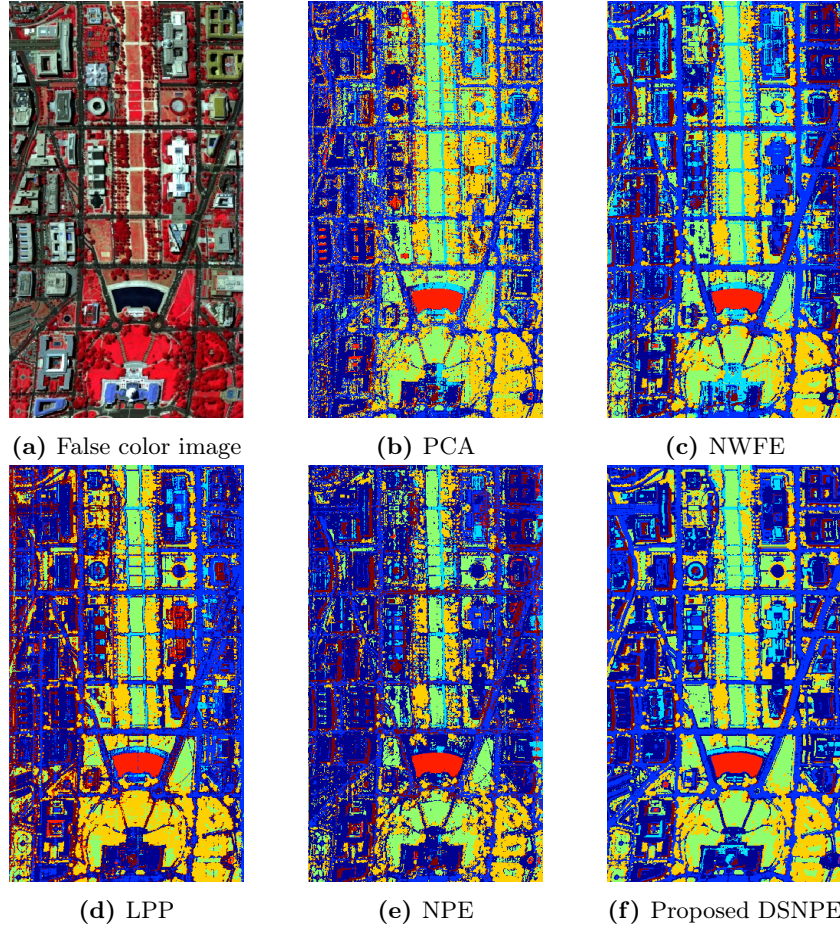 (a) False color image
(b) PCA
(c) NWFE
(d) LPP
(e) NPE
(f) Proposed DSNPE